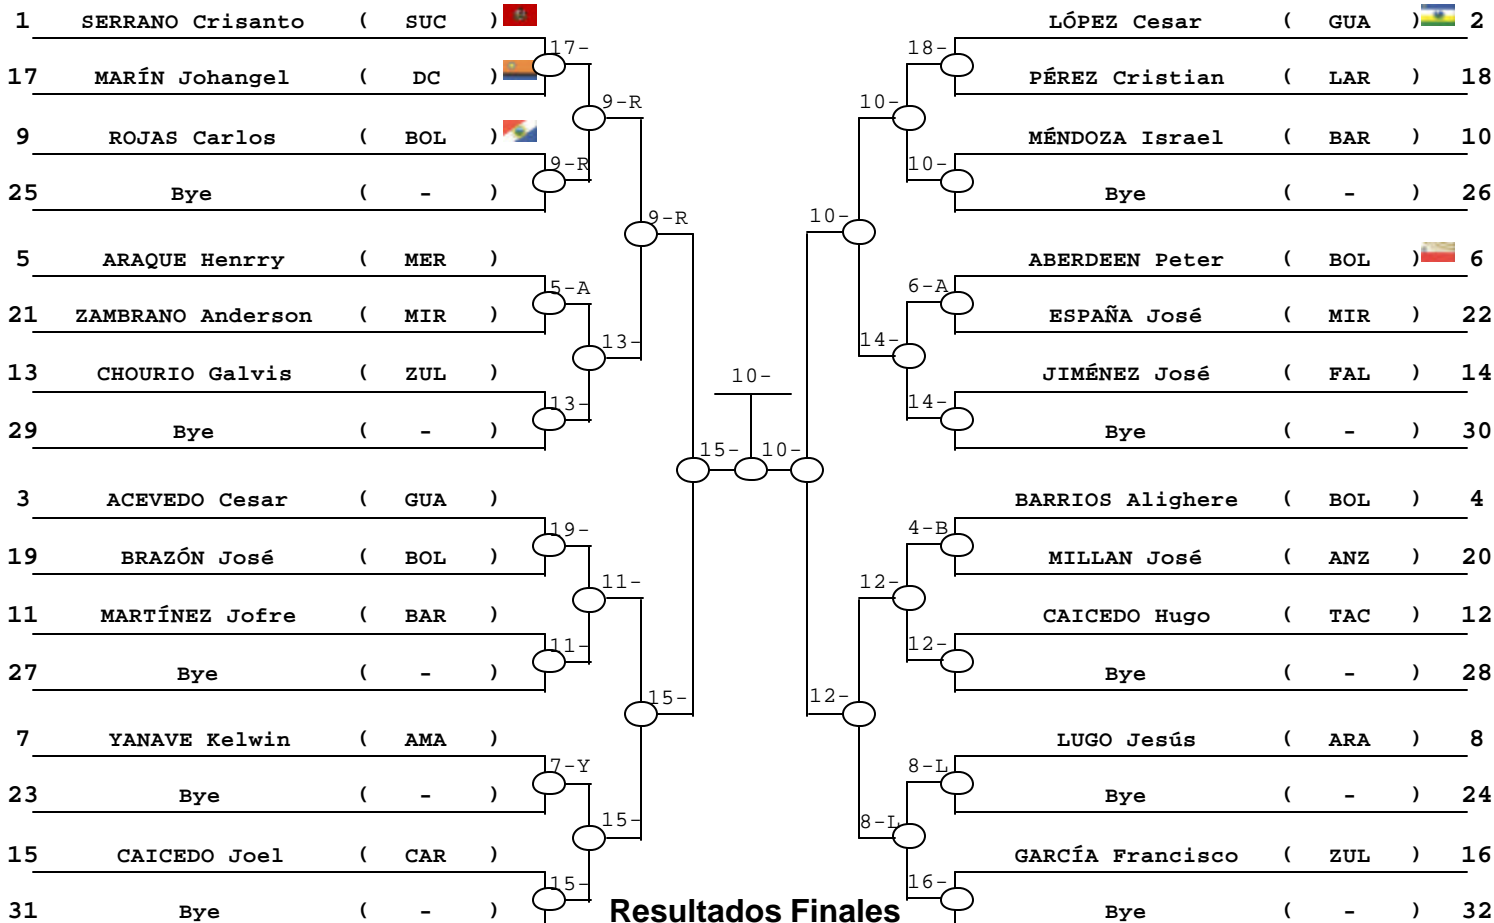 1 SERRANO Crisanto ( SUC )
17-
17 MARÍN Johangel ( DC )
9-R
9 ROJAS Carlos ( BOL )
9-R
25 Bye ( - )
9-R
5 ARAQUE Henrry ( MER )
5-A
21 ZAMBRANO Anderson ( MIR )
13-
13 CHOURIO Galvis ( ZUL )
13-
29 Bye ( - )
15-
3 ACEVEDO Cesar ( GUA )
19-
19 BRAZÓN José ( BOL )
11-
11 MARTÍNEZ Jofre ( BAR )
11-
27 Bye ( - )
15-
7 YANAVE Kelwin ( AMA )
7-Y
23 Bye ( - )
15-
15 CAICEDO Joel ( CAR )
15-
31 Bye ( - )
10-
LÓPEZ Cesar ( GUA ) 2
18-
PÉREZ Cristian ( LAR ) 18
10-
MÉNDOZA Israel ( BAR ) 10
10-
Bye ( - ) 26
10-
ABERDEEN Peter ( BOL ) 6
6-A
ESPAÑA José ( MIR ) 22
14-
JIMÉNEZ José ( FAL ) 14
14-
Bye ( - ) 30
10-
BARRIOS Alighere ( BOL ) 4
4-B
MILLAN José ( ANZ ) 20
12-
CAICEDO Hugo ( TAC ) 12
12-
Bye ( - ) 28
12-
LUGO Jesús ( ARA ) 8
8-L
Bye ( - ) 24
8-L
GARCÍA Francisco ( ZUL ) 16
16-
Bye ( - ) 32
Resultados Finales